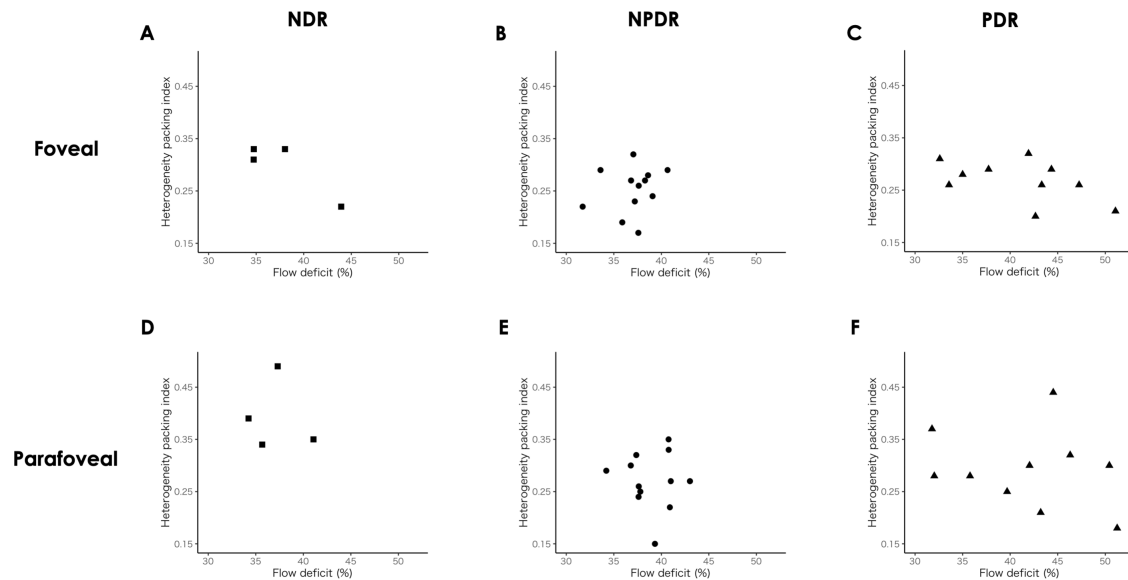 NDR NPDR PDR
A B C
Foveal
Heterogeneity packing index
0.45
0.35
0.25
0.15
30 35 40 45 50
Flow deficit (%)
Heterogeneity packing index
0.45
0.35
0.25
0.15
30 35 40 45 50
Flow deficit (%)
Heterogeneity packing index
0.45
0.35
0.25
0.15
30 35 40 45 50
Flow deficit (%)
D E F
Parafoveal
Heterogeneity packing index
0.45
0.35
0.25
0.15
30 35 40 45 50
Flow deficit (%)
Heterogeneity packing index
0.45
0.35
0.25
0.15
30 35 40 45 50
Flow deficit (%)
Heterogeneity packing index
0.45
0.35
0.25
0.15
30 35 40 45 50
Flow deficit (%)